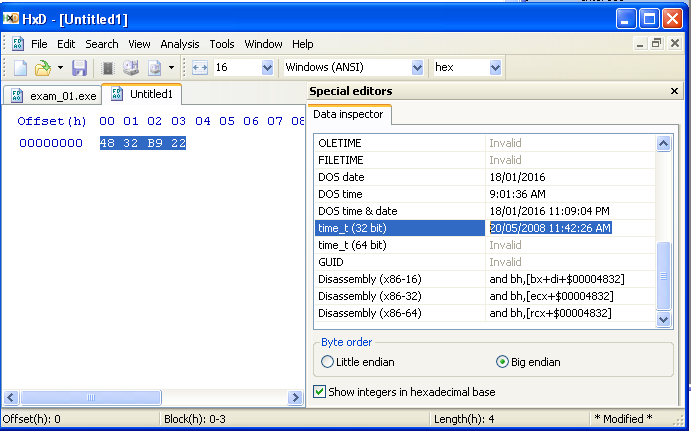 HxD - [Untitled1]
File Edit Search View Analysis Tools Window Help
16 Windows (ANSI) hex
exam_01.exe Untitled1
Offset(h) 00 01 02 03 04 05 06 07 08
00000000 48 32 B9 22
Special editors
Data inspector
OLETIME Invalid
FILETIME Invalid
DOS date 18/01/2016
DOS time 9:01:36 AM
DOS time & date 18/01/2016 11:09:04 PM
time_t (32 bit) 20/05/2008 11:42:26 AM
time_t (64 bit) Invalid
GUID Invalid
Disassembly (x86-16) and bh,[bx+di+$00004832]
Disassembly (x86-32) and bh,[ecx+$00004832]
Disassembly (x86-64) and bh,[rcx+$00004832]
Byte order
Little endian Big endian
Show integers in hexadecimal base
Offset(h): 0 Block(h): 0-3 Length(h): 4 * Modified *